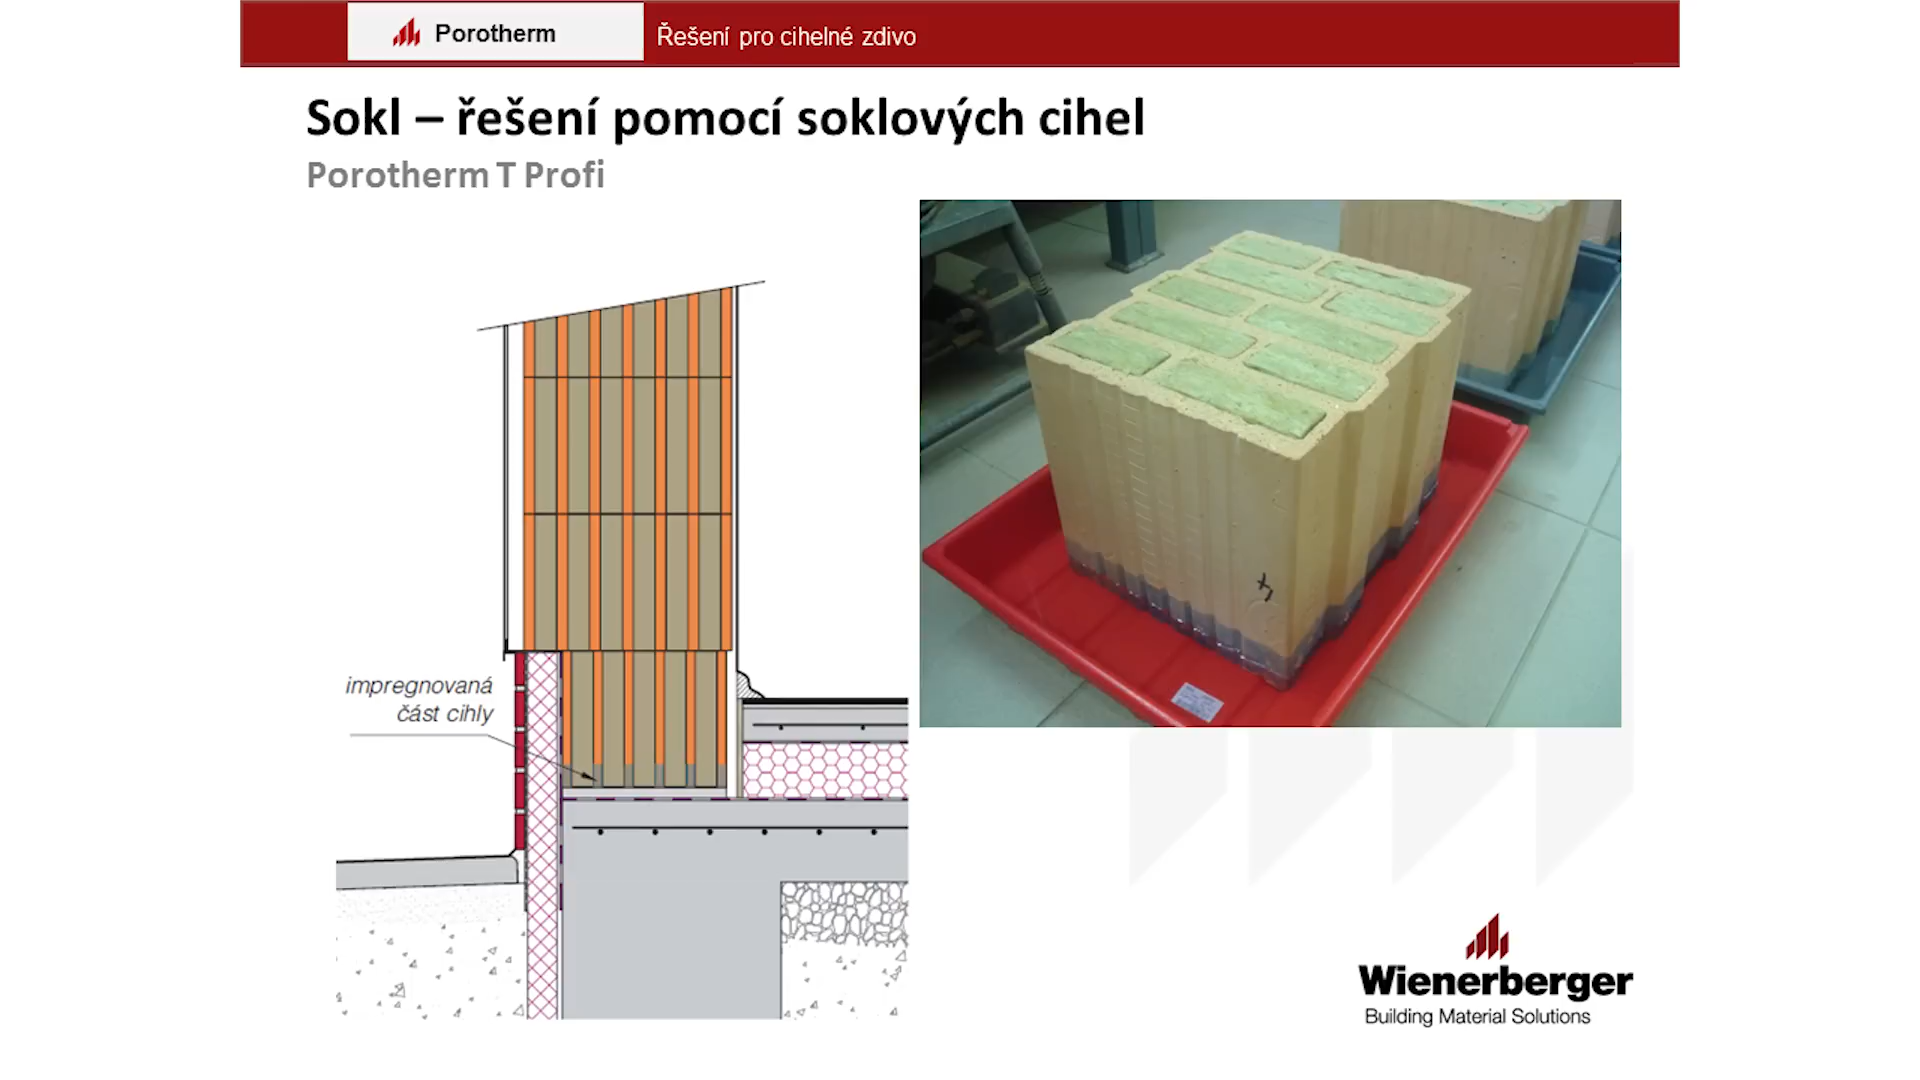 Porotherm
Řešení pro cihelné zdivo
Sokl – řešení pomocí soklových cihel
Porotherm T Profi
impregnovaná
část cihly
Wienerberger
Building Material Solutions